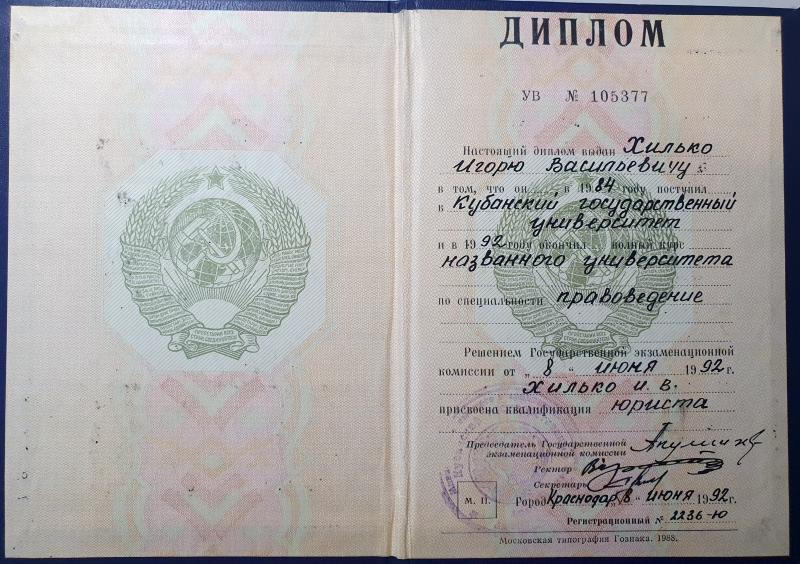 ДИПЛОМ
УВ № 105377
Настоящий диплом выдан Хилько
Игорю Васильевичу
в том, что он в 1984 году поступил
в Кубанский государственный
университет
и в 1992 году окончил полный курс
названного университета
по специальности правоведение
Решением Государственной экзаменационной
комиссии от „8“ июня 1992 г.
Хилько И. В.
присвоена квалификация юриста
Председатель Государственной
экзаменационной комиссии
Ректор
Секретарь
М. П. Город Краснодар „8“ июня 1992 г.
Регистрационный № 2236-ю
Московская типография Гознака. 1988.